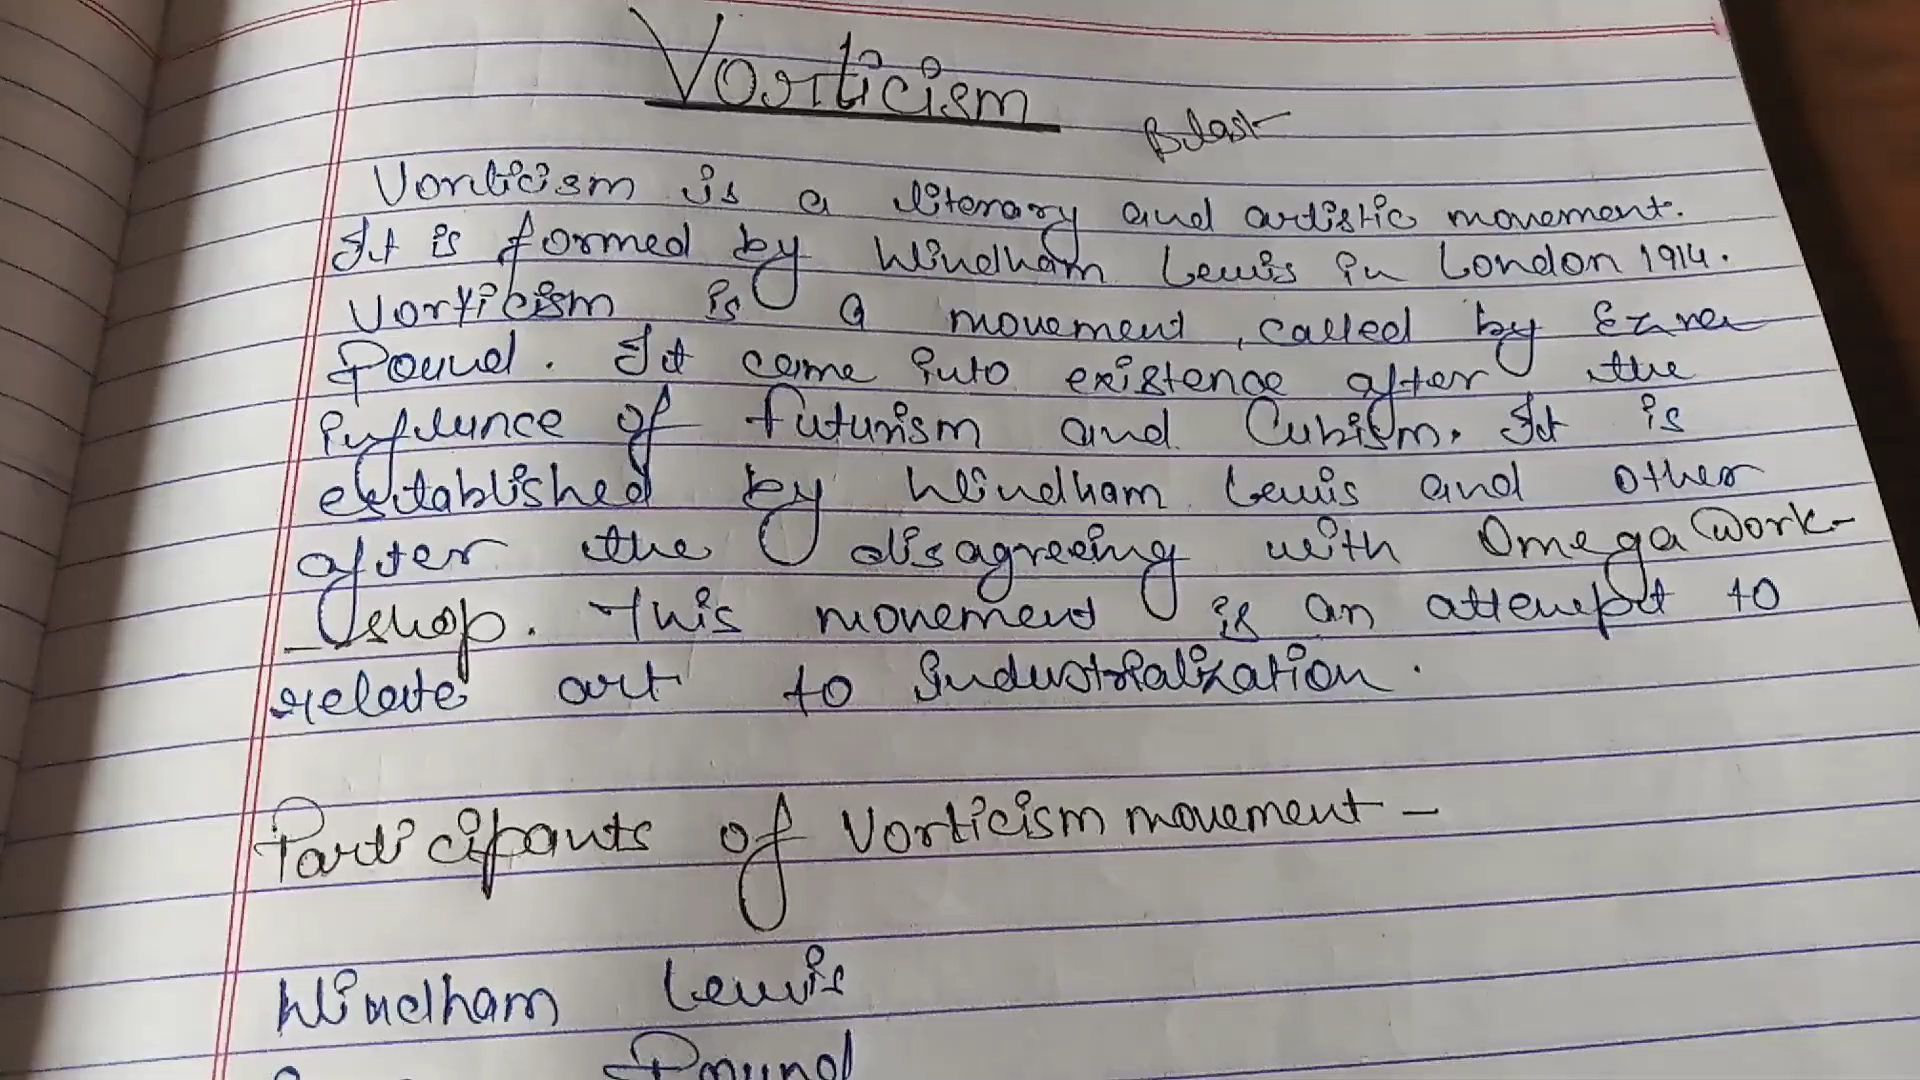 Vorticism
Blast
Vorticism is a literary and artistic movement.
It is formed by Windham Lewis in London 1914.
Vorticism is a movement, called by Ezra
Pound. It came into existence after the
influnce of futurism and Cubism. It is
established by Windham Lewis and other
after the disagreeing with Omega Work-
shop. This movement is an attempt to
relate art to Industrialization.
Participants of Vorticism movement -
Windham Lewis
Pound